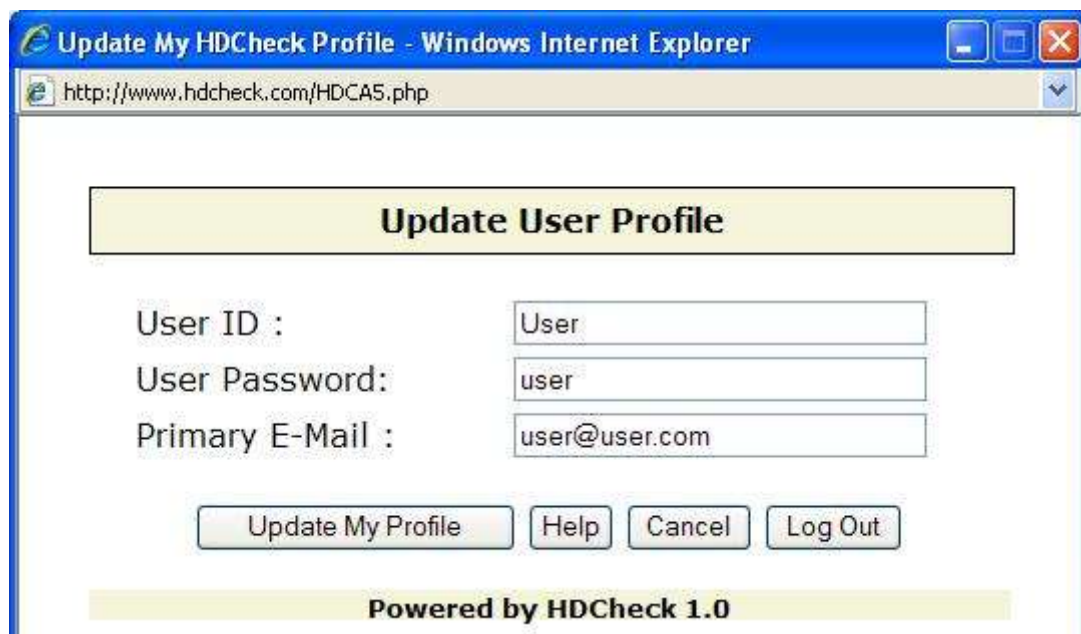 Update My HDCheck Profile - Windows Internet Explorer
http://www.hdcheck.com/HDCA5.php
Update User Profile
User ID : User
User Password: user
Primary E-Mail : user@user.com
Update My Profile Help Cancel Log Out
Powered by HDCheck 1.0